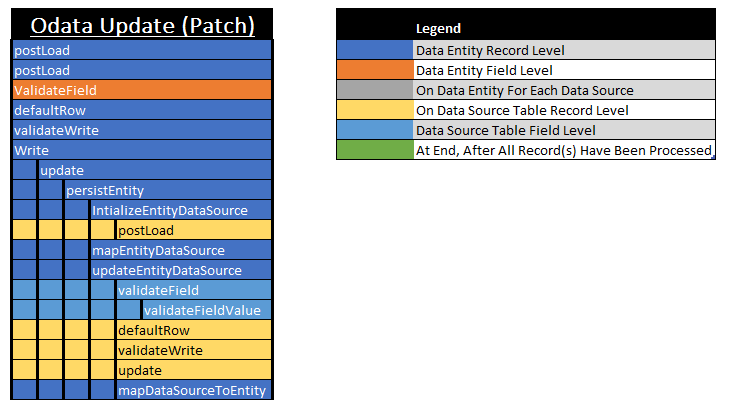 Odata Update (Patch)
postLoad
postLoad
ValidateField
defaultRow
validateWrite
Write
update
persistEntity
IntializeEntityDataSource
postLoad
mapEntityDataSource
updateEntityDataSource
validateField
validateFieldValue
defaultRow
validateWrite
update
mapDataSourceToEntity
Legend
Data Entity Record Level
Data Entity Field Level
On Data Entity For Each Data Source
On Data Source Table Record Level
Data Source Table Field Level
At End, After All Record(s) Have Been Processed